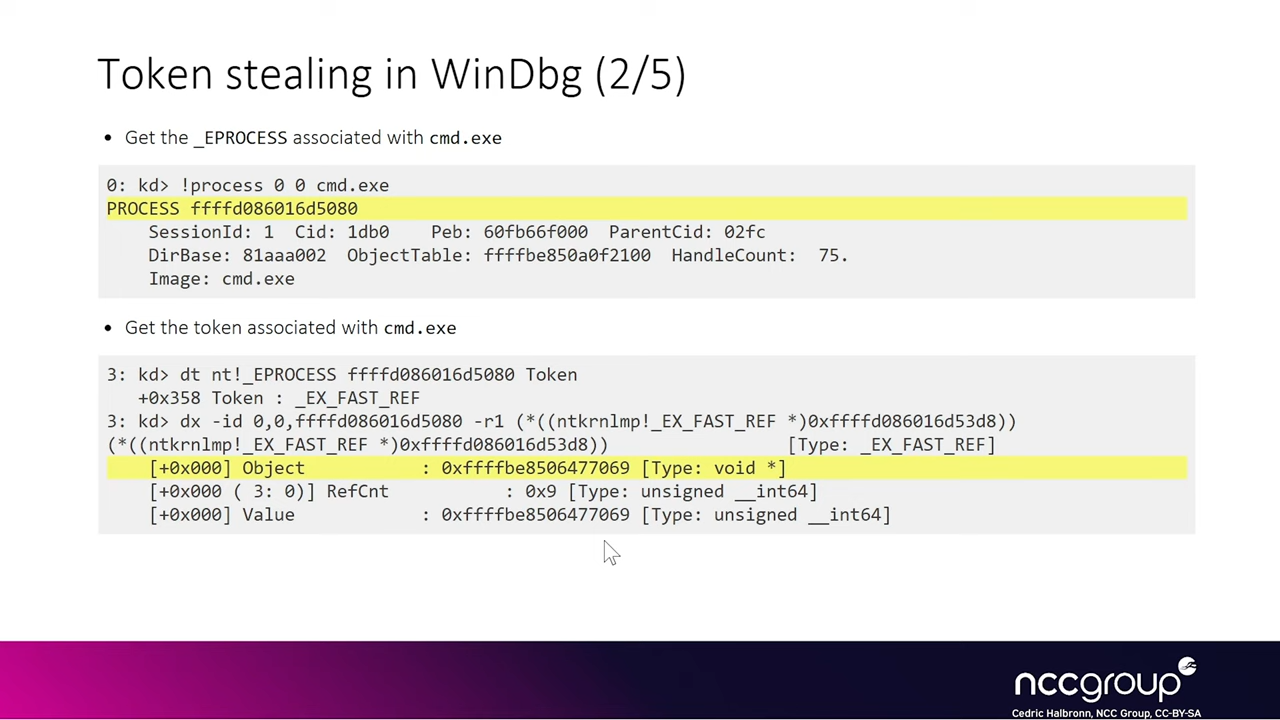 Token stealing in WinDbg (2/5)
• Get the _EPROCESS associated with cmd.exe
0: kd> !process 0 0 cmd.exe
PROCESS ffffd086016d5080
SessionId: 1 Cid: 1db0 Peb: 60fb66f000 ParentCid: 02fc
DirBase: 81aaa002 ObjectTable: ffffbe850a0f2100 HandleCount: 75.
Image: cmd.exe
• Get the token associated with cmd.exe
3: kd> dt nt!_EPROCESS ffffd086016d5080 Token
+0x358 Token : _EX_FAST_REF
3: kd> dx -id 0,0,ffffd086016d5080 -r1 (*((ntkrnlmp!_EX_FAST_REF *)0xffffd086016d53d8))
(*((ntkrnlmp!_EX_FAST_REF *)0xffffd086016d53d8)) [Type: _EX_FAST_REF]
[+0x000] Object : 0xffffbe8506477069 [Type: void *]
[+0x000 ( 3: 0)] RefCnt : 0x9 [Type: unsigned __int64]
[+0x000] Value : 0xffffbe8506477069 [Type: unsigned __int64]
nccgroup
Cedric Halbronn, NCC Group, CC-BY-SA